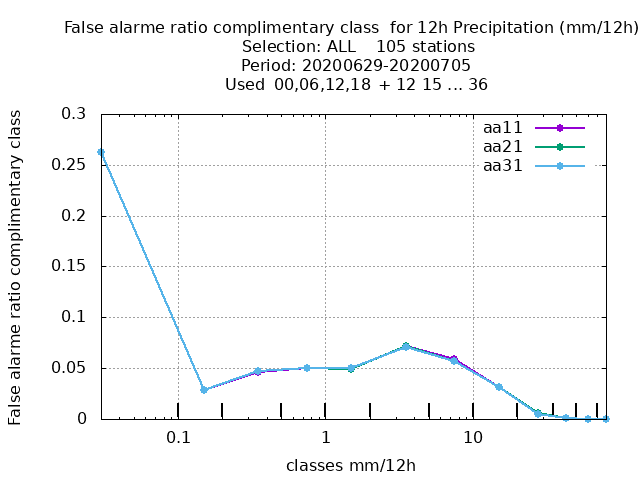 False alarme ratio complimentary class  for 12h Precipitation (mm/12h)
Selection: ALL    105 stations
Period: 20200629-20200705
Used  00,06,12,18  + 12 15 ... 36
False alarme ratio complimentary class
0.3
0.25
0.2
0.15
0.1
0.05
0
aa11
aa21
aa31
0.1
1
10
classes mm/12h